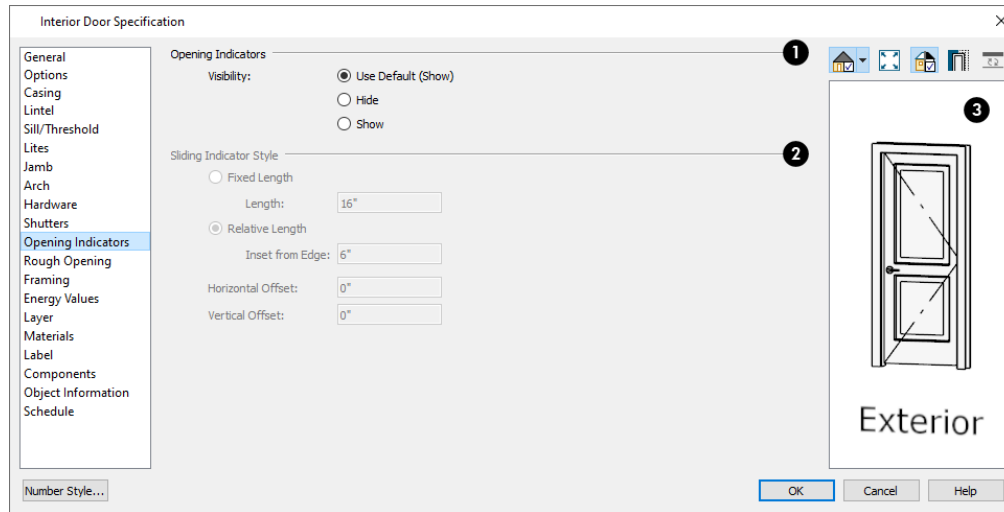 Interior Door Specification
General
Options
Casing
Lintel
Sill/Threshold
Lites
Jamb
Arch
Hardware
Shutters
Opening Indicators
Rough Opening
Framing
Energy Values
Layer
Materials
Label
Components
Object Information
Schedule
Number Style...
Opening Indicators 1
Visibility: Use Default (Show)
Hide
Show
Sliding Indicator Style 2
Fixed Length
Length: 16"
Relative Length
Inset from Edge: 6"
Horizontal Offset: 0"
Vertical Offset: 0"
3
Exterior
OK Cancel Help